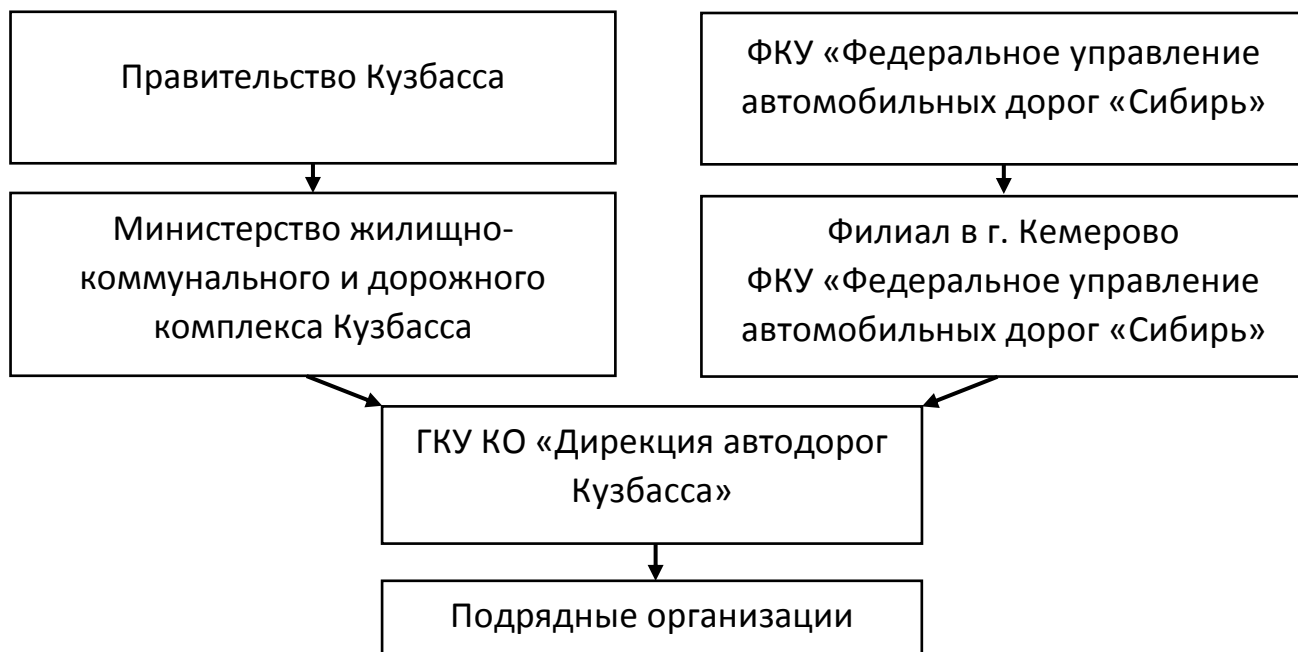 Правительство Кузбасса
ФКУ «Федеральное управление
автомобильных дорог «Сибирь»
Министерство жилищно-
коммунального и дорожного
комплекса Кузбасса
Филиал в г. Кемерово
ФКУ «Федеральное управление
автомобильных дорог «Сибирь»
ГКУ КО «Дирекция автодорог
Кузбасса»
Подрядные организации